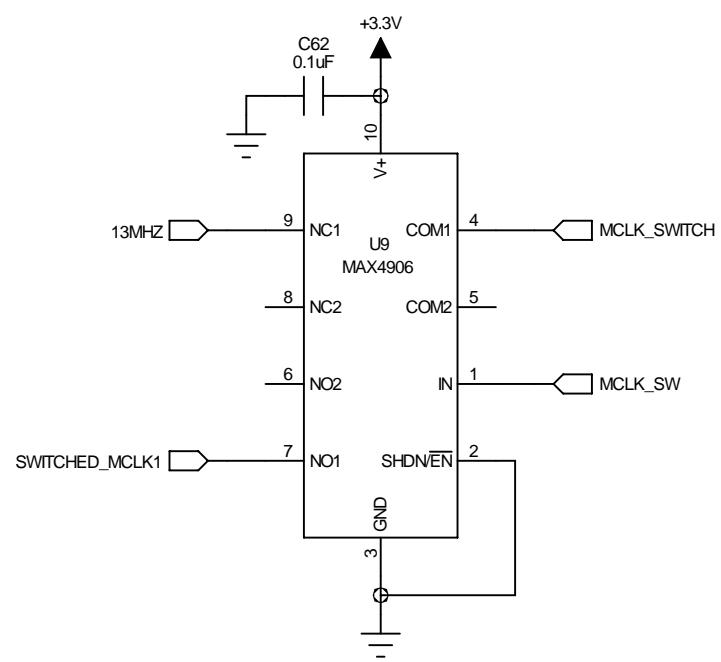 +3.3V
C62
0.1uF
10
V+
13MHZ
9
NC1
COM1
4
MCLK_SWITCH
U9
MAX4906
8
NC2
COM2
5
6
NO2
IN
1
MCLK_SW
SWITCHED_MCLK1
7
NO1
SHDN/EN
2
GND
3